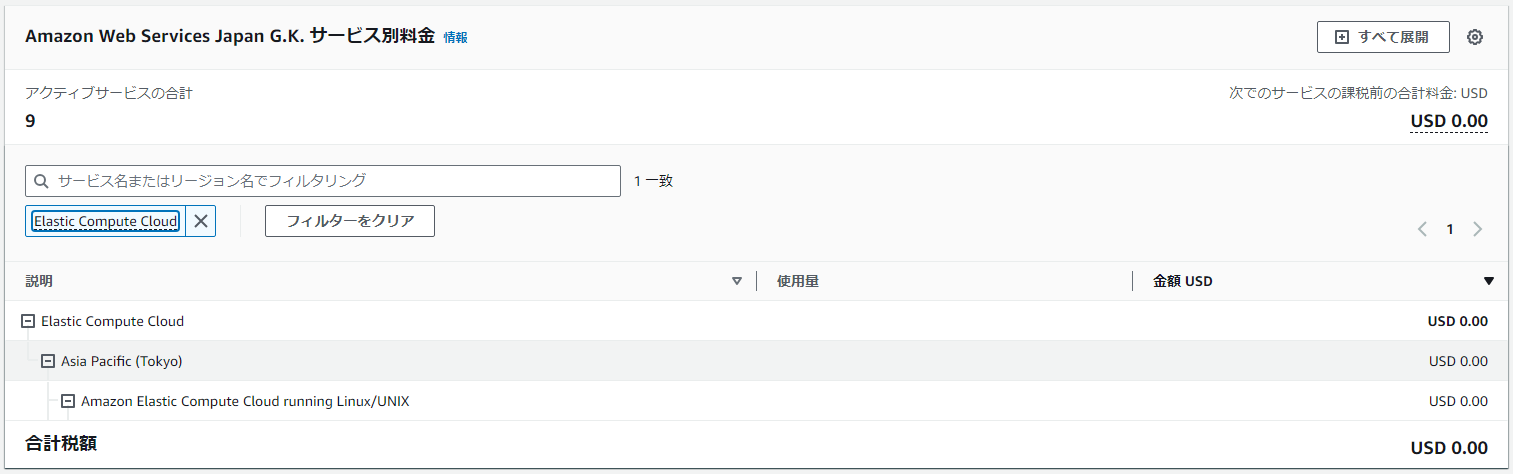 Amazon Web Services Japan G.K. サービス別料金 情報
すべて展開
アクティブサービスの合計
次でのサービスの課税前の合計料金: USD
9
USD 0.00
サービス名またはリージョン名でフィルタリング
1 一致
Elastic Compute Cloud
フィルターをクリア
1
説明 使用量 金額 USD
Elastic Compute Cloud USD 0.00
Asia Pacific (Tokyo) USD 0.00
Amazon Elastic Compute Cloud running Linux/UNIX USD 0.00
合計税額 USD 0.00